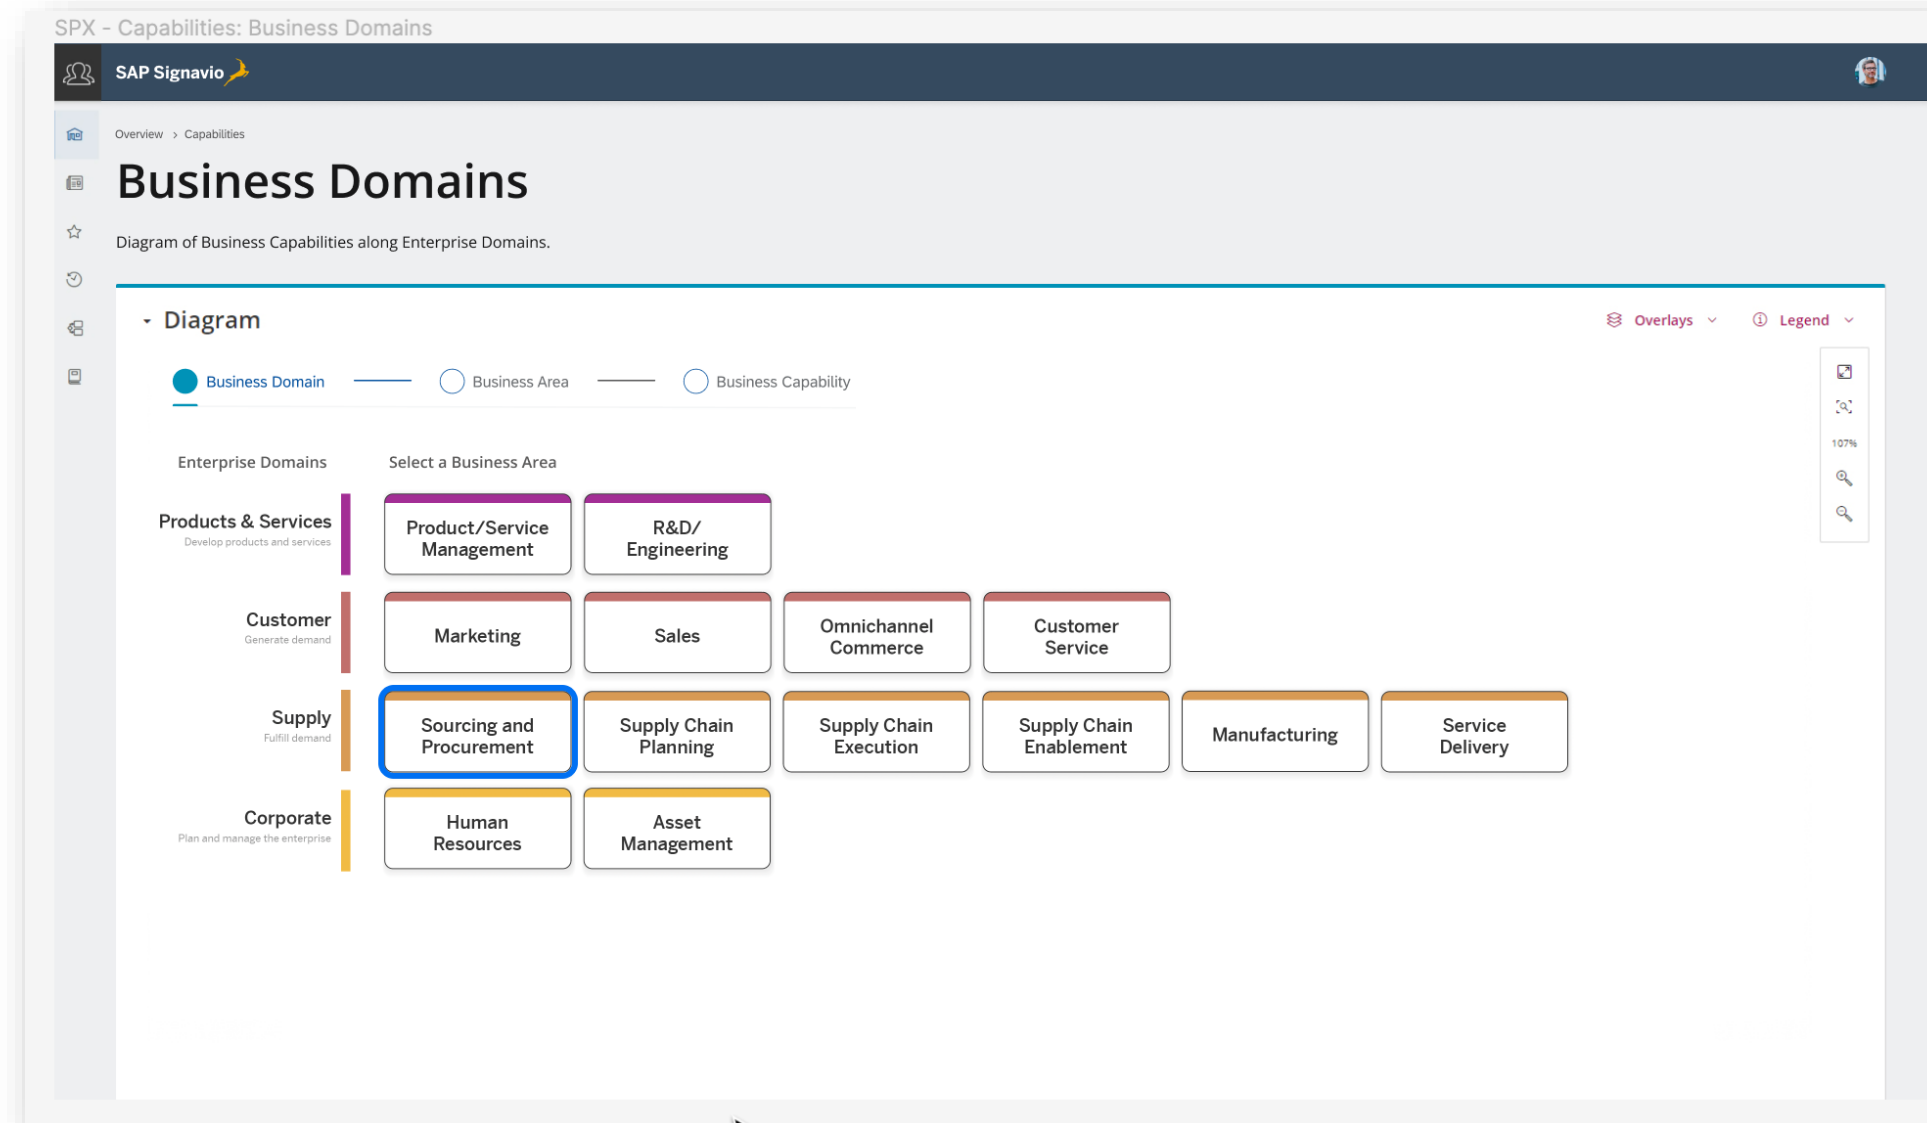 SPX - Capabilities: Business Domains
SAP Signavio
Overview > Capabilities
Business Domains
Diagram of Business Capabilities along Enterprise Domains.
Diagram
Overlays
Legend
Business Domain
Business Area
Business Capability
107%
Enterprise Domains
Select a Business Area
Products & Services
Develop products and services
Product/Service
Management
R&D/
Engineering
Customer
Generate demand
Marketing
Sales
Omnichannel
Commerce
Customer
Service
Supply
Fulfill demand
Sourcing and
Procurement
Supply Chain
Planning
Supply Chain
Execution
Supply Chain
Enablement
Manufacturing
Service
Delivery
Corporate
Plan and manage the enterprise
Human
Resources
Asset
Management